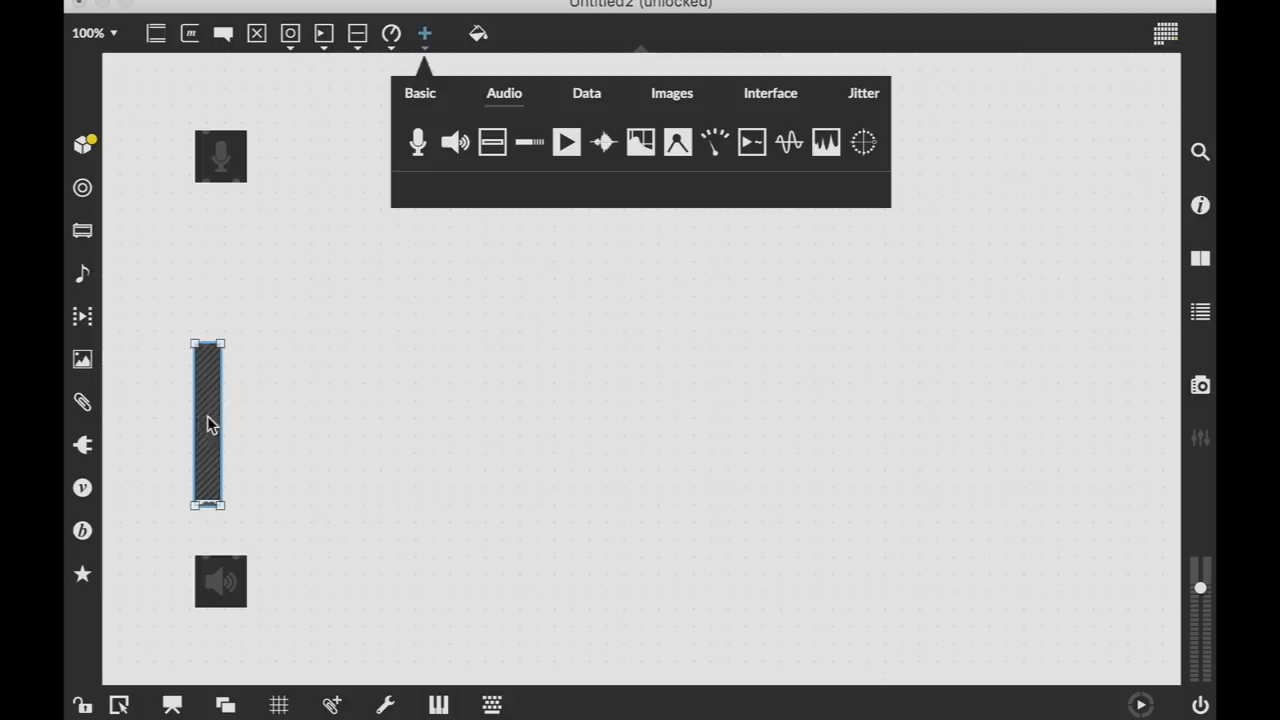 Untitled2 (unlocked)
100%
m
Basic Audio Data Images Interface Jitter
i
v
b